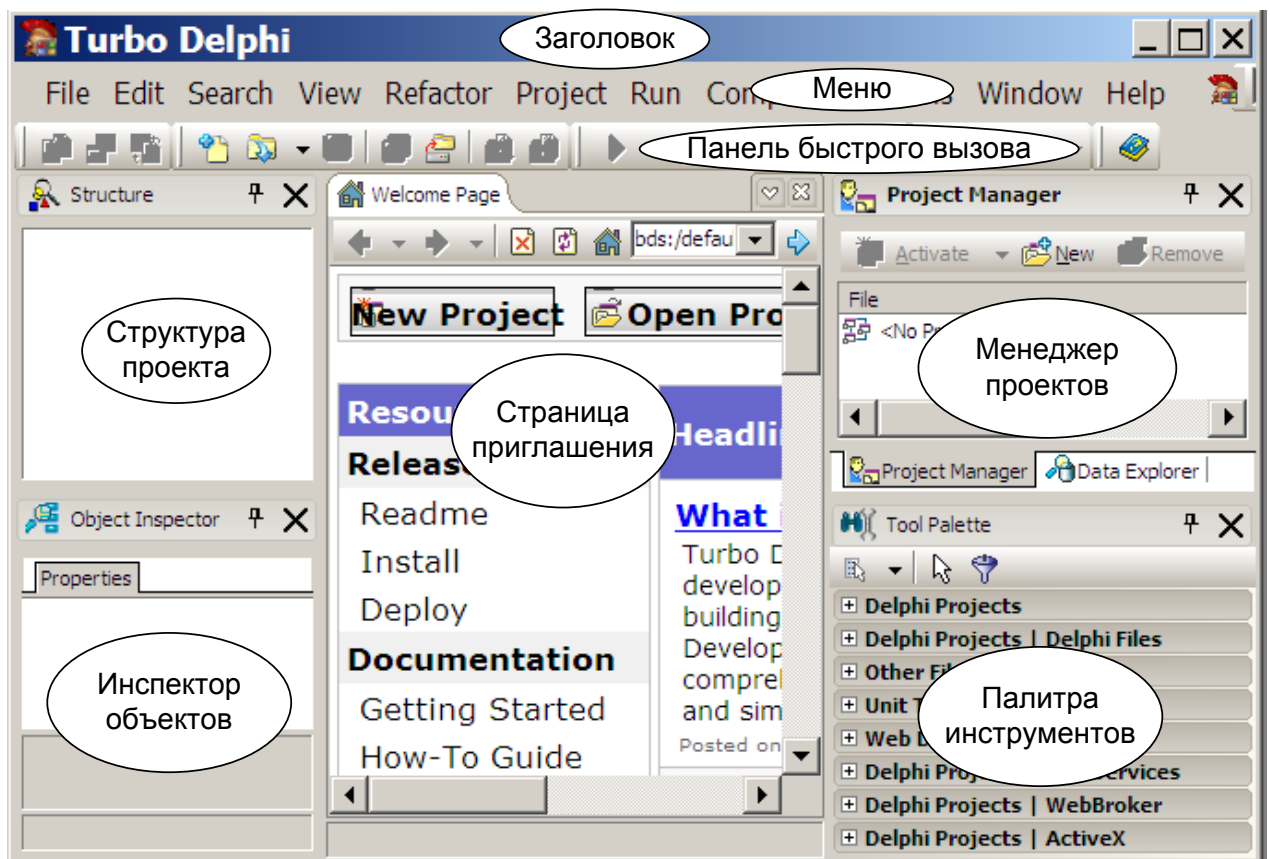 Turbo Delphi Заголовок
File Edit Search View Refactor Project Run Меню Window Help
Панель быстрого вызова
Structure
Welcome Page
Project Manager
bds:/defau
Activate New Remove
New Project
Open Pro
File
<No Pr
Структура
проекта
Менеджер
проектов
Страница
приглашения
Resou
Headli
Release
Readme
Install
Deploy
Documentation
Getting Started
How-To Guide
What
Turbo D
develop
building
Develop
compreh
and sim
Posted on
Project Manager Data Explorer
Object Inspector
Properties
Инспектор
объектов
Tool Palette
Delphi Projects
Delphi Projects | Delphi Files
Other Fi
Unit T
Web D
Delphi Proj ervices
Delphi Projects | WebBroker
Delphi Projects | ActiveX
Палитра
инструментов